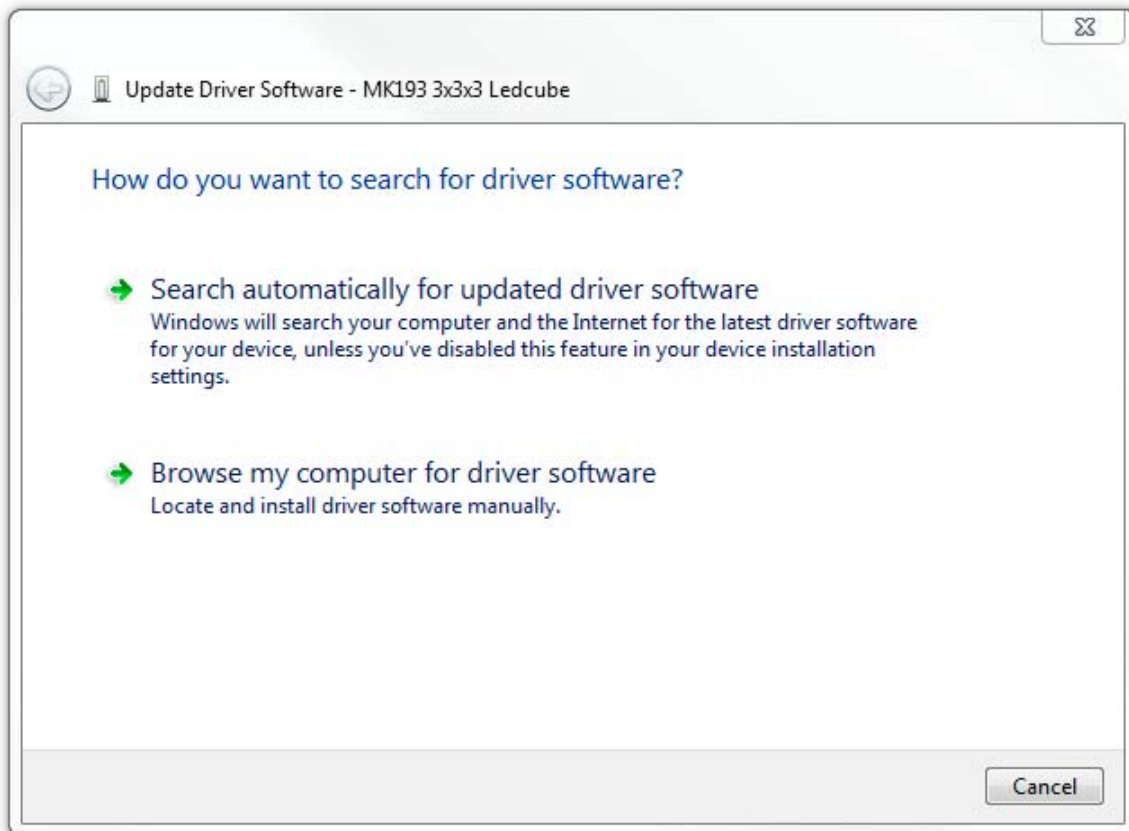 Update Driver Software - MK193 3x3x3 Ledcube
How do you want to search for driver software?
Search automatically for updated driver software
Windows will search your computer and the Internet for the latest driver software
for your device, unless you've disabled this feature in your device installation
settings.
Browse my computer for driver software
Locate and install driver software manually.
Cancel